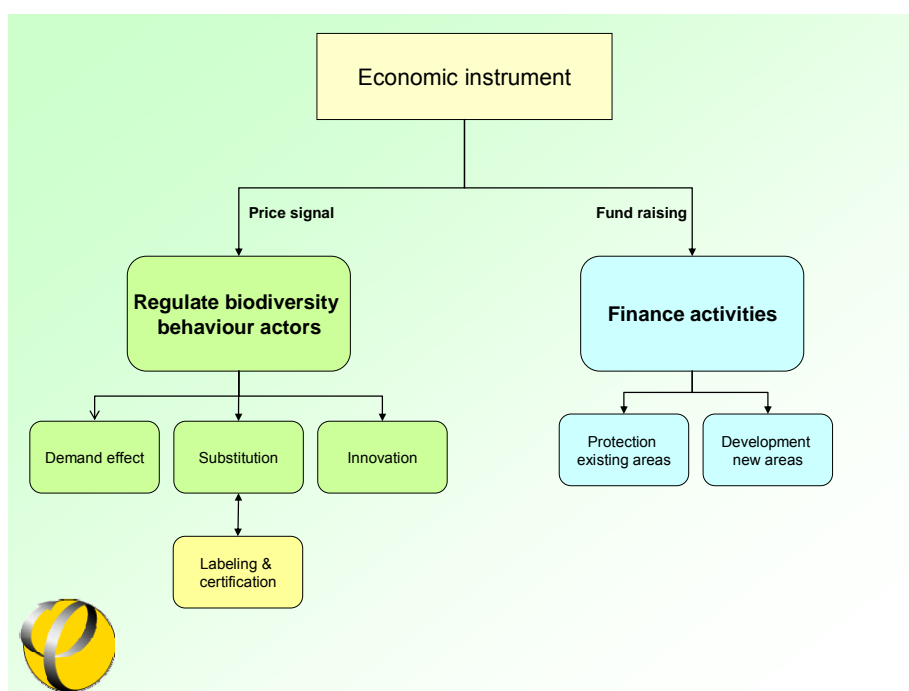 Economic instrument
Price signal
Fund raising
Regulate biodiversity
behaviour actors
Finance activities
Demand effect
Substitution
Innovation
Protection
existing areas
Development
new areas
Labeling &
certification